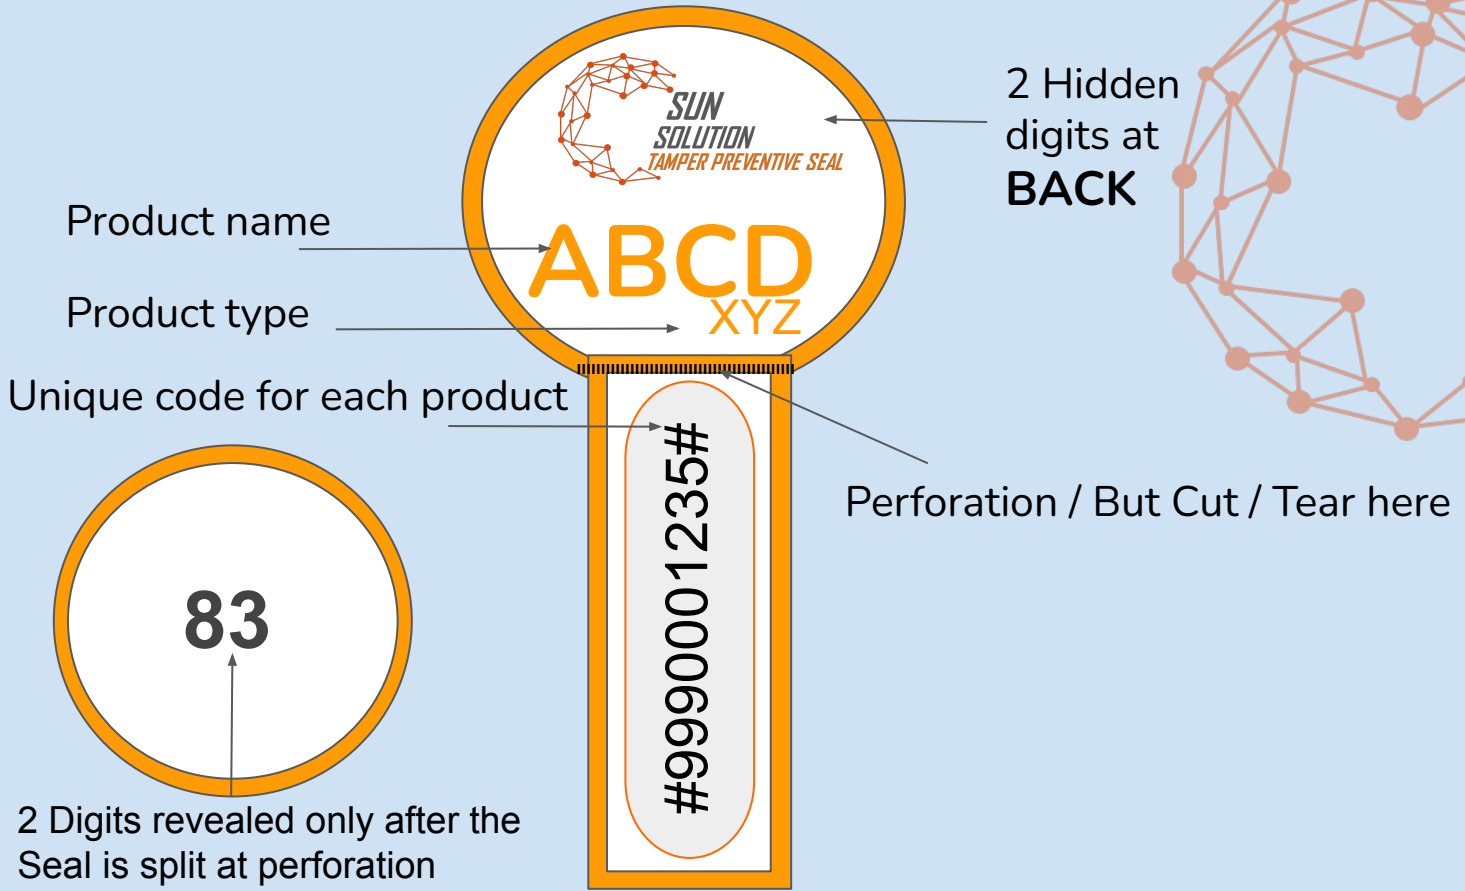 SUN
SOLUTION
TAMPER PREVENTIVE SEAL
2 Hidden
digits at
BACK
Product name
ABCD
Product type
XYZ
Unique code for each product
#9990001235#
Perforation / But Cut / Tear here
83
2 Digits revealed only after the
Seal is split at perforation